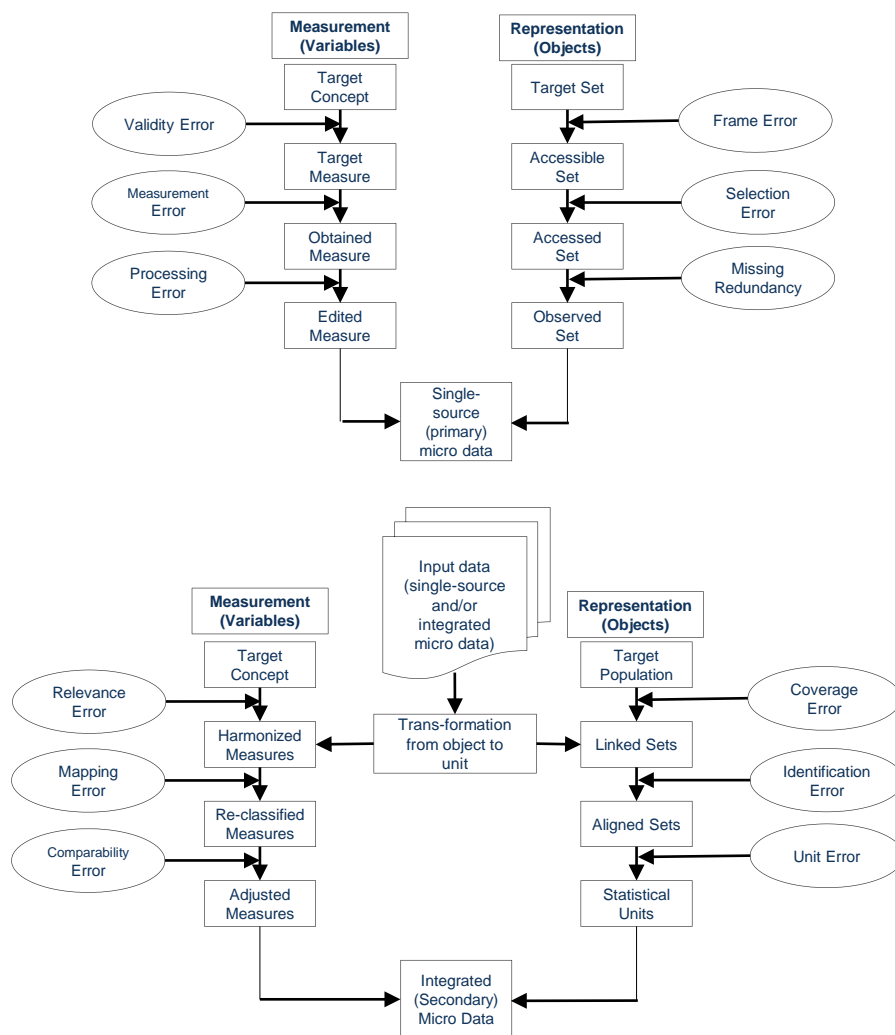 Measurement
(Variables)
Representation
(Objects)
Target
Concept
Target Set
Validity Error
Frame Error
Target
Measure
Accessible
Set
Measurement
Error
Selection
Error
Obtained
Measure
Accessed
Set
Processing
Error
Missing
Redundancy
Edited
Measure
Observed
Set
Single-
source
(primary)
micro data
Input data
(single-source
and/or
integrated
micro data)
Measurement
(Variables)
Representation
(Objects)
Target
Concept
Target
Population
Relevance
Error
Coverage
Error
Harmonized
Measures
Trans-formation
from object to
unit
Linked Sets
Mapping
Error
Identification
Error
Re-classified
Measures
Aligned Sets
Comparability
Error
Unit Error
Adjusted
Measures
Statistical
Units
Integrated
(Secondary)
Micro Data